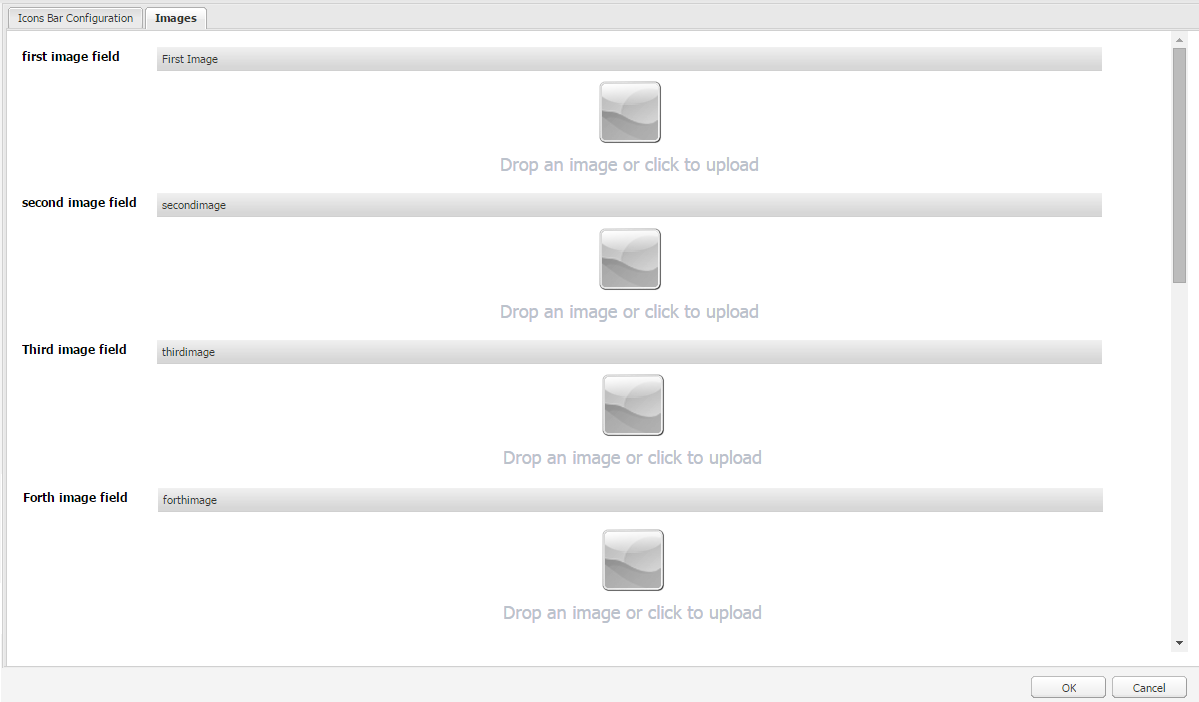 Icons Bar Configuration
Images
first image field
First Image
Drop an image or click to upload
second image field
secondimage
Drop an image or click to upload
Third image field
thirdimage
Drop an image or click to upload
Forth image field
forthimage
Drop an image or click to upload
OK
Cancel